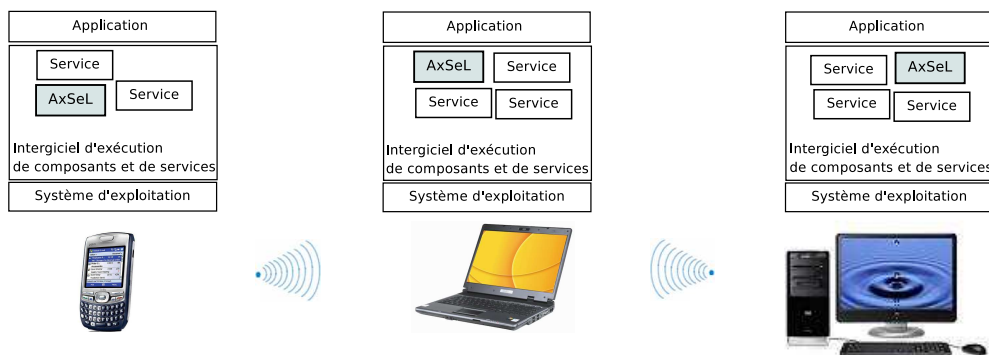 Application
Service
AxSeL
Service
Intergiciel d'exécution
de composants et de services
Système d'exploitation
Application
AxSeL
Service
Service
Service
Intergiciel d'exécution
de composants et de services
Système d'exploitation
Application
Service
AxSeL
Service
Service
Intergiciel d'exécution
de composants et de services
Système d'exploitation